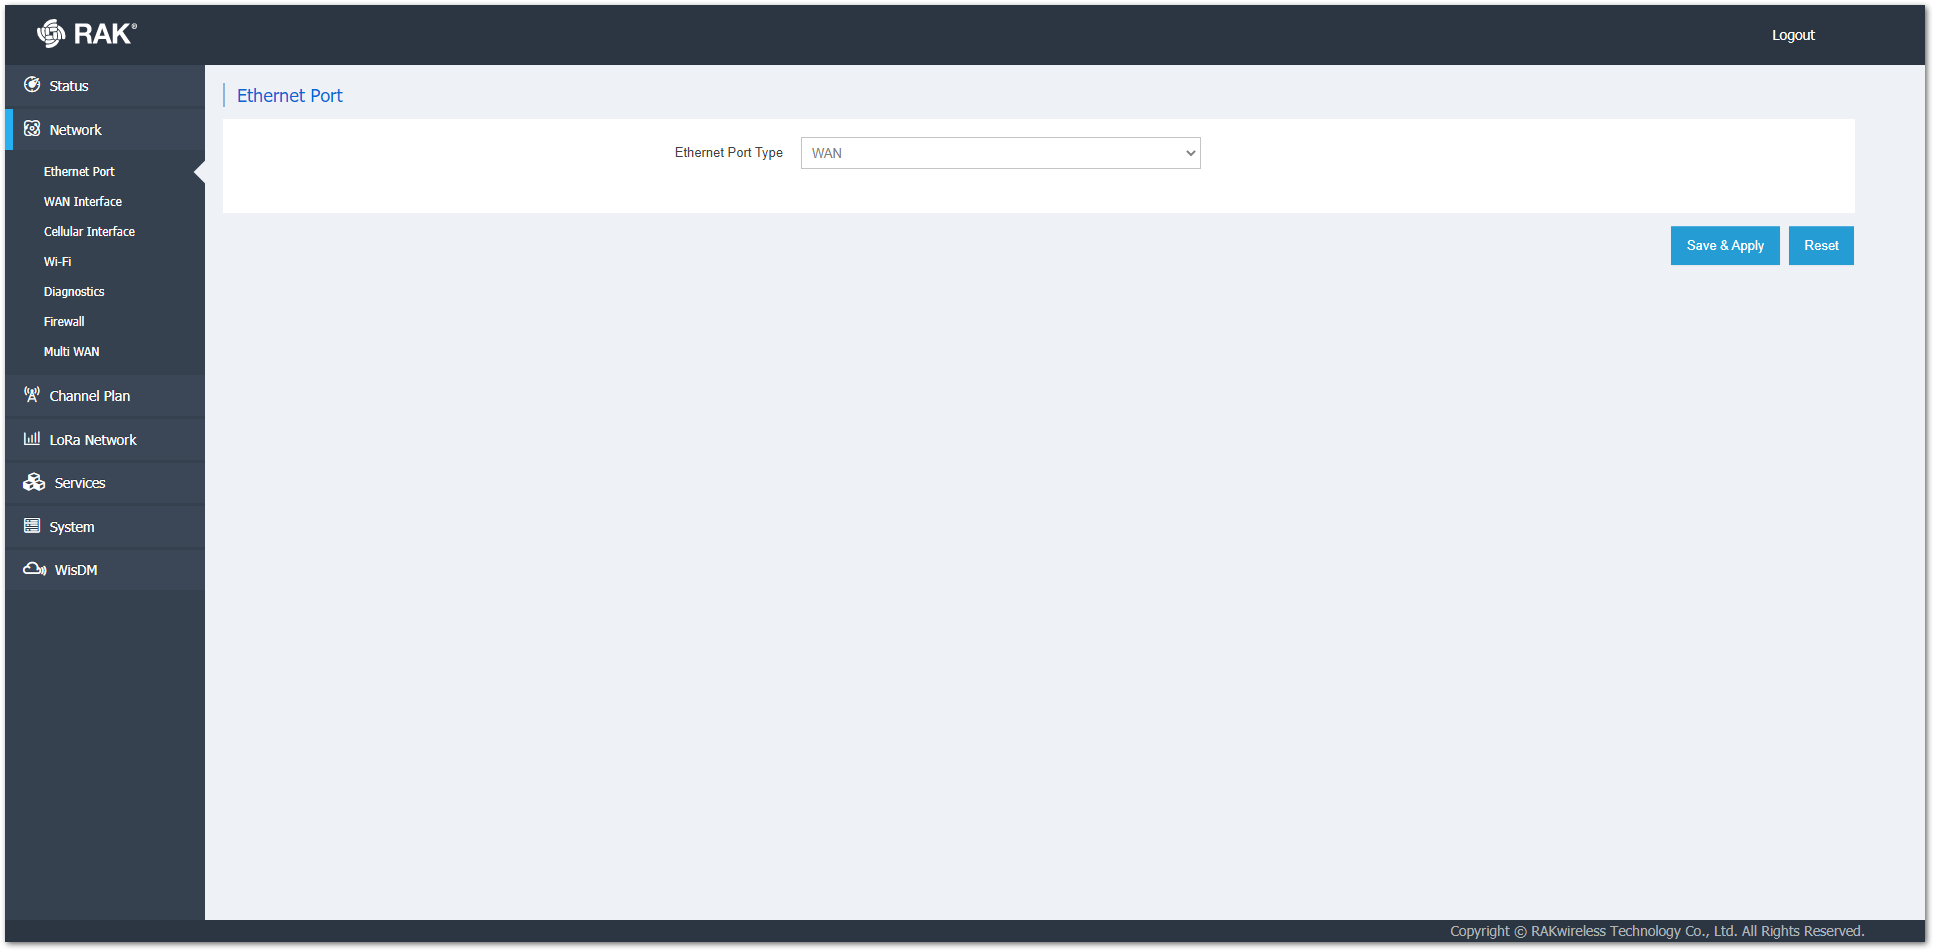 RAK®
Logout
Status
Network
Ethernet Port
WAN Interface
Cellular Interface
Wi-Fi
Diagnostics
Firewall
Multi WAN
Channel Plan
LoRa Network
Services
System
WisDM
Ethernet Port
Ethernet Port Type WAN
Save & Apply Reset
Copyright © RAKwireless Technology Co., Ltd. All Rights Reserved.